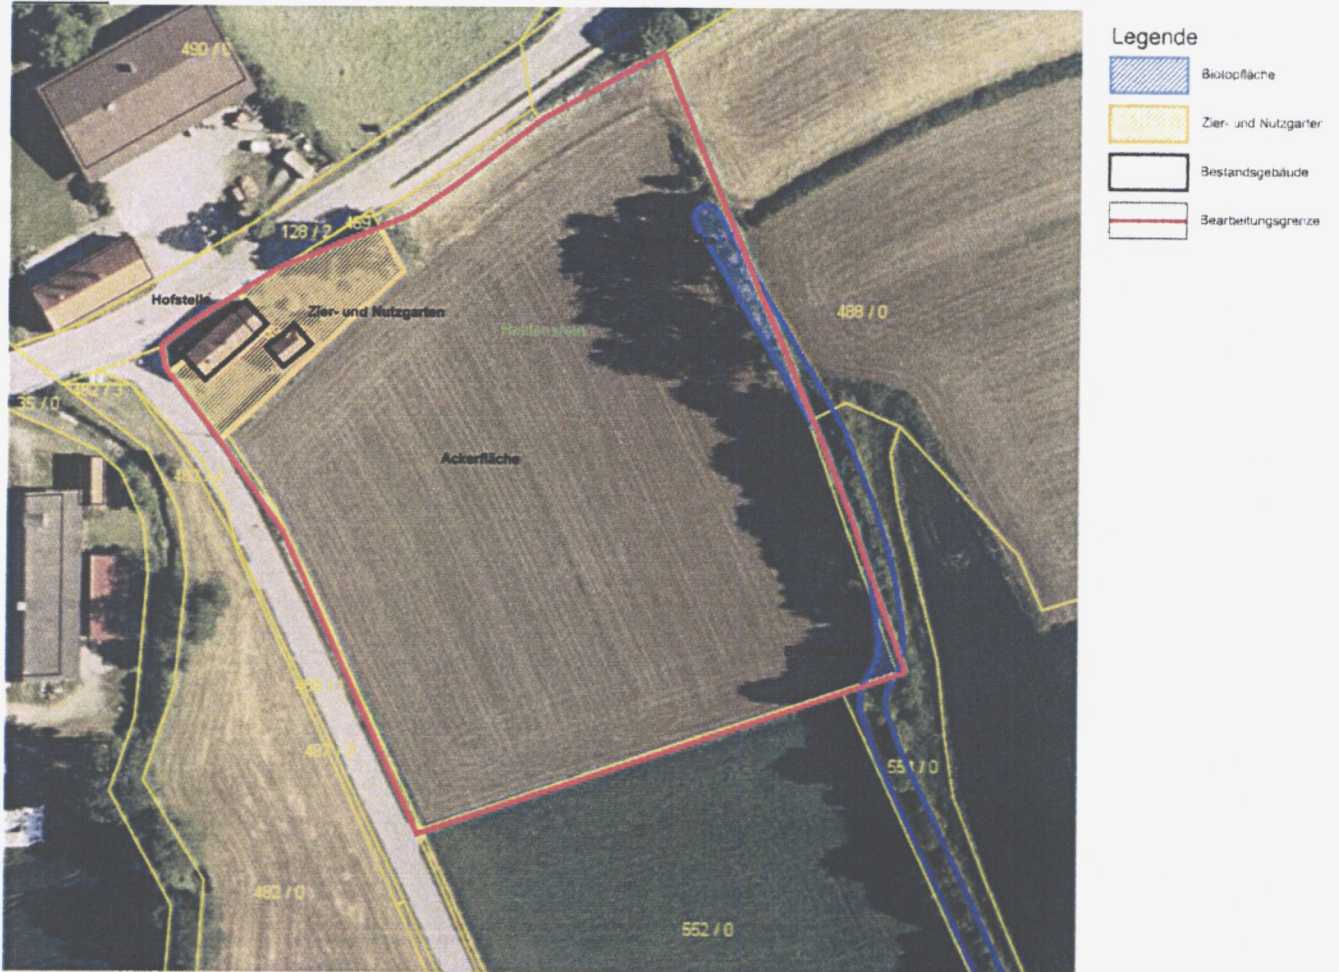 490 / 0
128 / 2
469
Hofstelle
Zier- und Nutzgarten
488 / 0
35 / 0
Ackerfläche
551 / 0
482 / 0
552 / 0
Legende
Biotopfläche
Zier- und Nutzgarten
Bestandsgebäude
Bearbeitungsgrenze